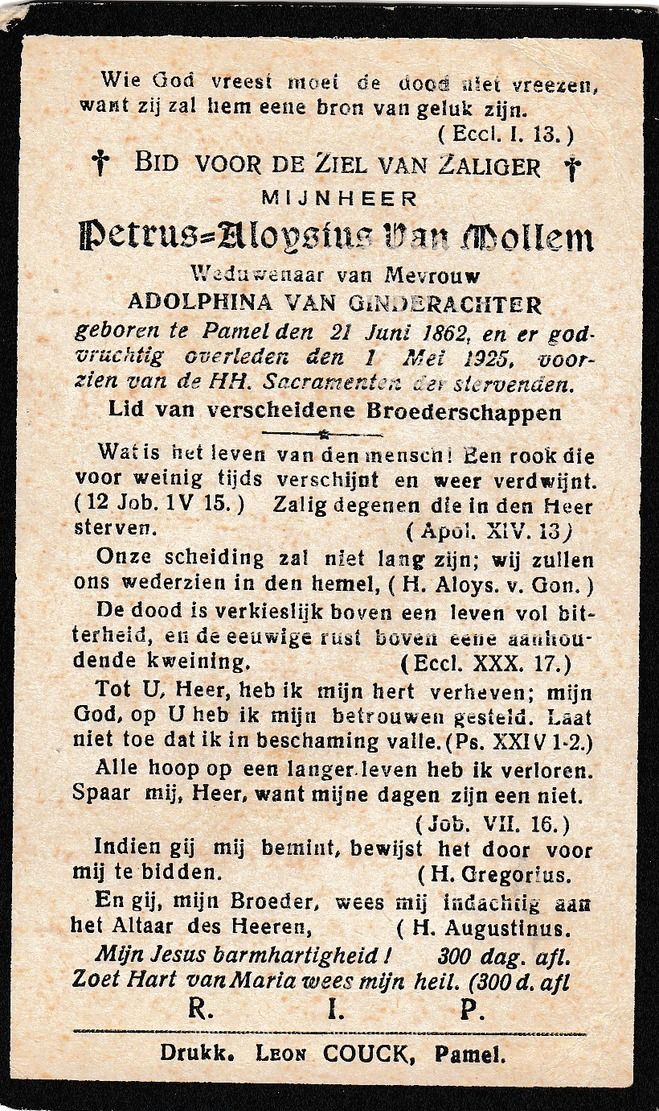 Wie God vreest moet de dood niet vreezen,
want zij zal hem eene bron van geluk zijn.
( Eccl. I. 13. )
† BID VOOR DE ZIEL VAN ZALIGER †
MIJNHEER
Petrus=Aloysius Van Mollem
Weduwenaar van Mevrouw
ADOLPHINA VAN GINDERACHTER
geboren te Pamel den 21 Juni 1862, en er god-
vruchtig overleden den 1 Mei 1925, voor-
zien van de HH. Sacramenten der stervenden.
Lid van verscheidene Broederschappen
Wat is het leven van den mensch! Een rook die
voor weinig tijds verschijnt en weer verdwijnt.
( 12 Job. 1V 15. ) Zalig degenen die in den Heer
sterven. ( Apol. XIV. 13)
Onze scheiding zal niet lang zijn; wij zullen
ons wederzien in den hemel, ( H. Aloys. v. Gon. )
De dood is verkieslijk boven een leven vol bit-
terheid, en de eeuwige rust boven eene aanhou-
dende kweining. (Eccl. XXX. 17.)
Tot U, Heer, heb ik mijn hert verheven; mijn
God, op U heb ik mijn betrouwen gesteld. Laat
niet toe dat ik in beschaming valle. (Ps. XXIV 1-2.)
Alle hoop op een langer leven heb ik verloren.
Spaar mij, Heer, want mijne dagen zijn een niet.
(Job. VII. 16.)
Indien gij mij bemint, bewijst het door voor
mij te bidden. ( H. Gregorius.
En gij, mijn Broeder, wees mij indachtig aan
het Altaar des Heeren, ( H. Augustinus.
Mijn Jesus barmhartigheid ! 300 dag. afl.
Zoet Hart van Maria wees mijn heil. (300 d. afl
R. I. P.
Drukk. LEON COUCK, Pamel.